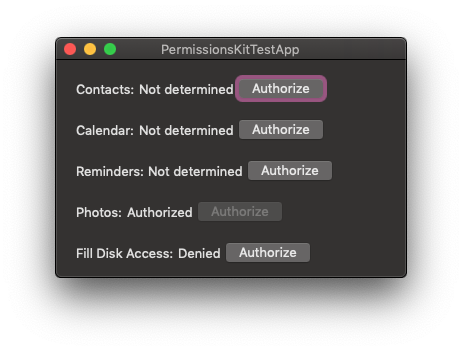 PermissionsKitTestApp
Contacts: Not determined Authorize
Calendar: Not determined Authorize
Reminders: Not determined Authorize
Photos: Authorized Authorize
Fill Disk Access: Denied Authorize